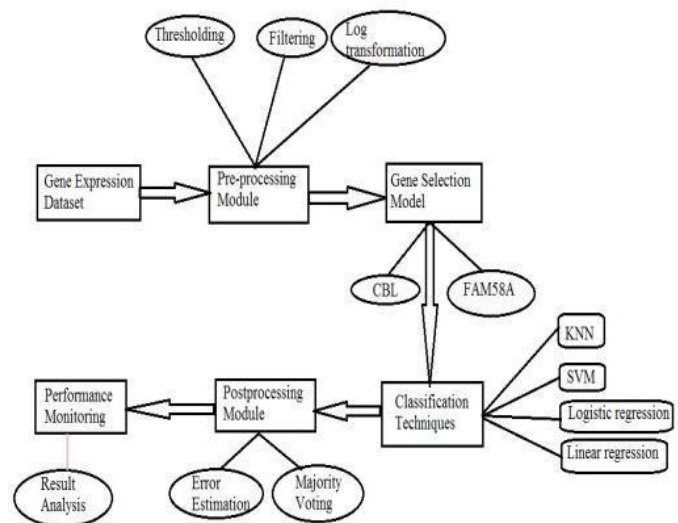 Thresholding
Filtering
Log
transformation
Gene Expression
Dataset
Pre-processing
Module
Gene Selection
Model
CBL
FAM58A
KNN
SVM
Logistic regression
Linear regression
Classification
Techniques
Postprocessing
Module
Performance
Monitoring
Error
Estimation
Majority
Voting
Result
Analysis